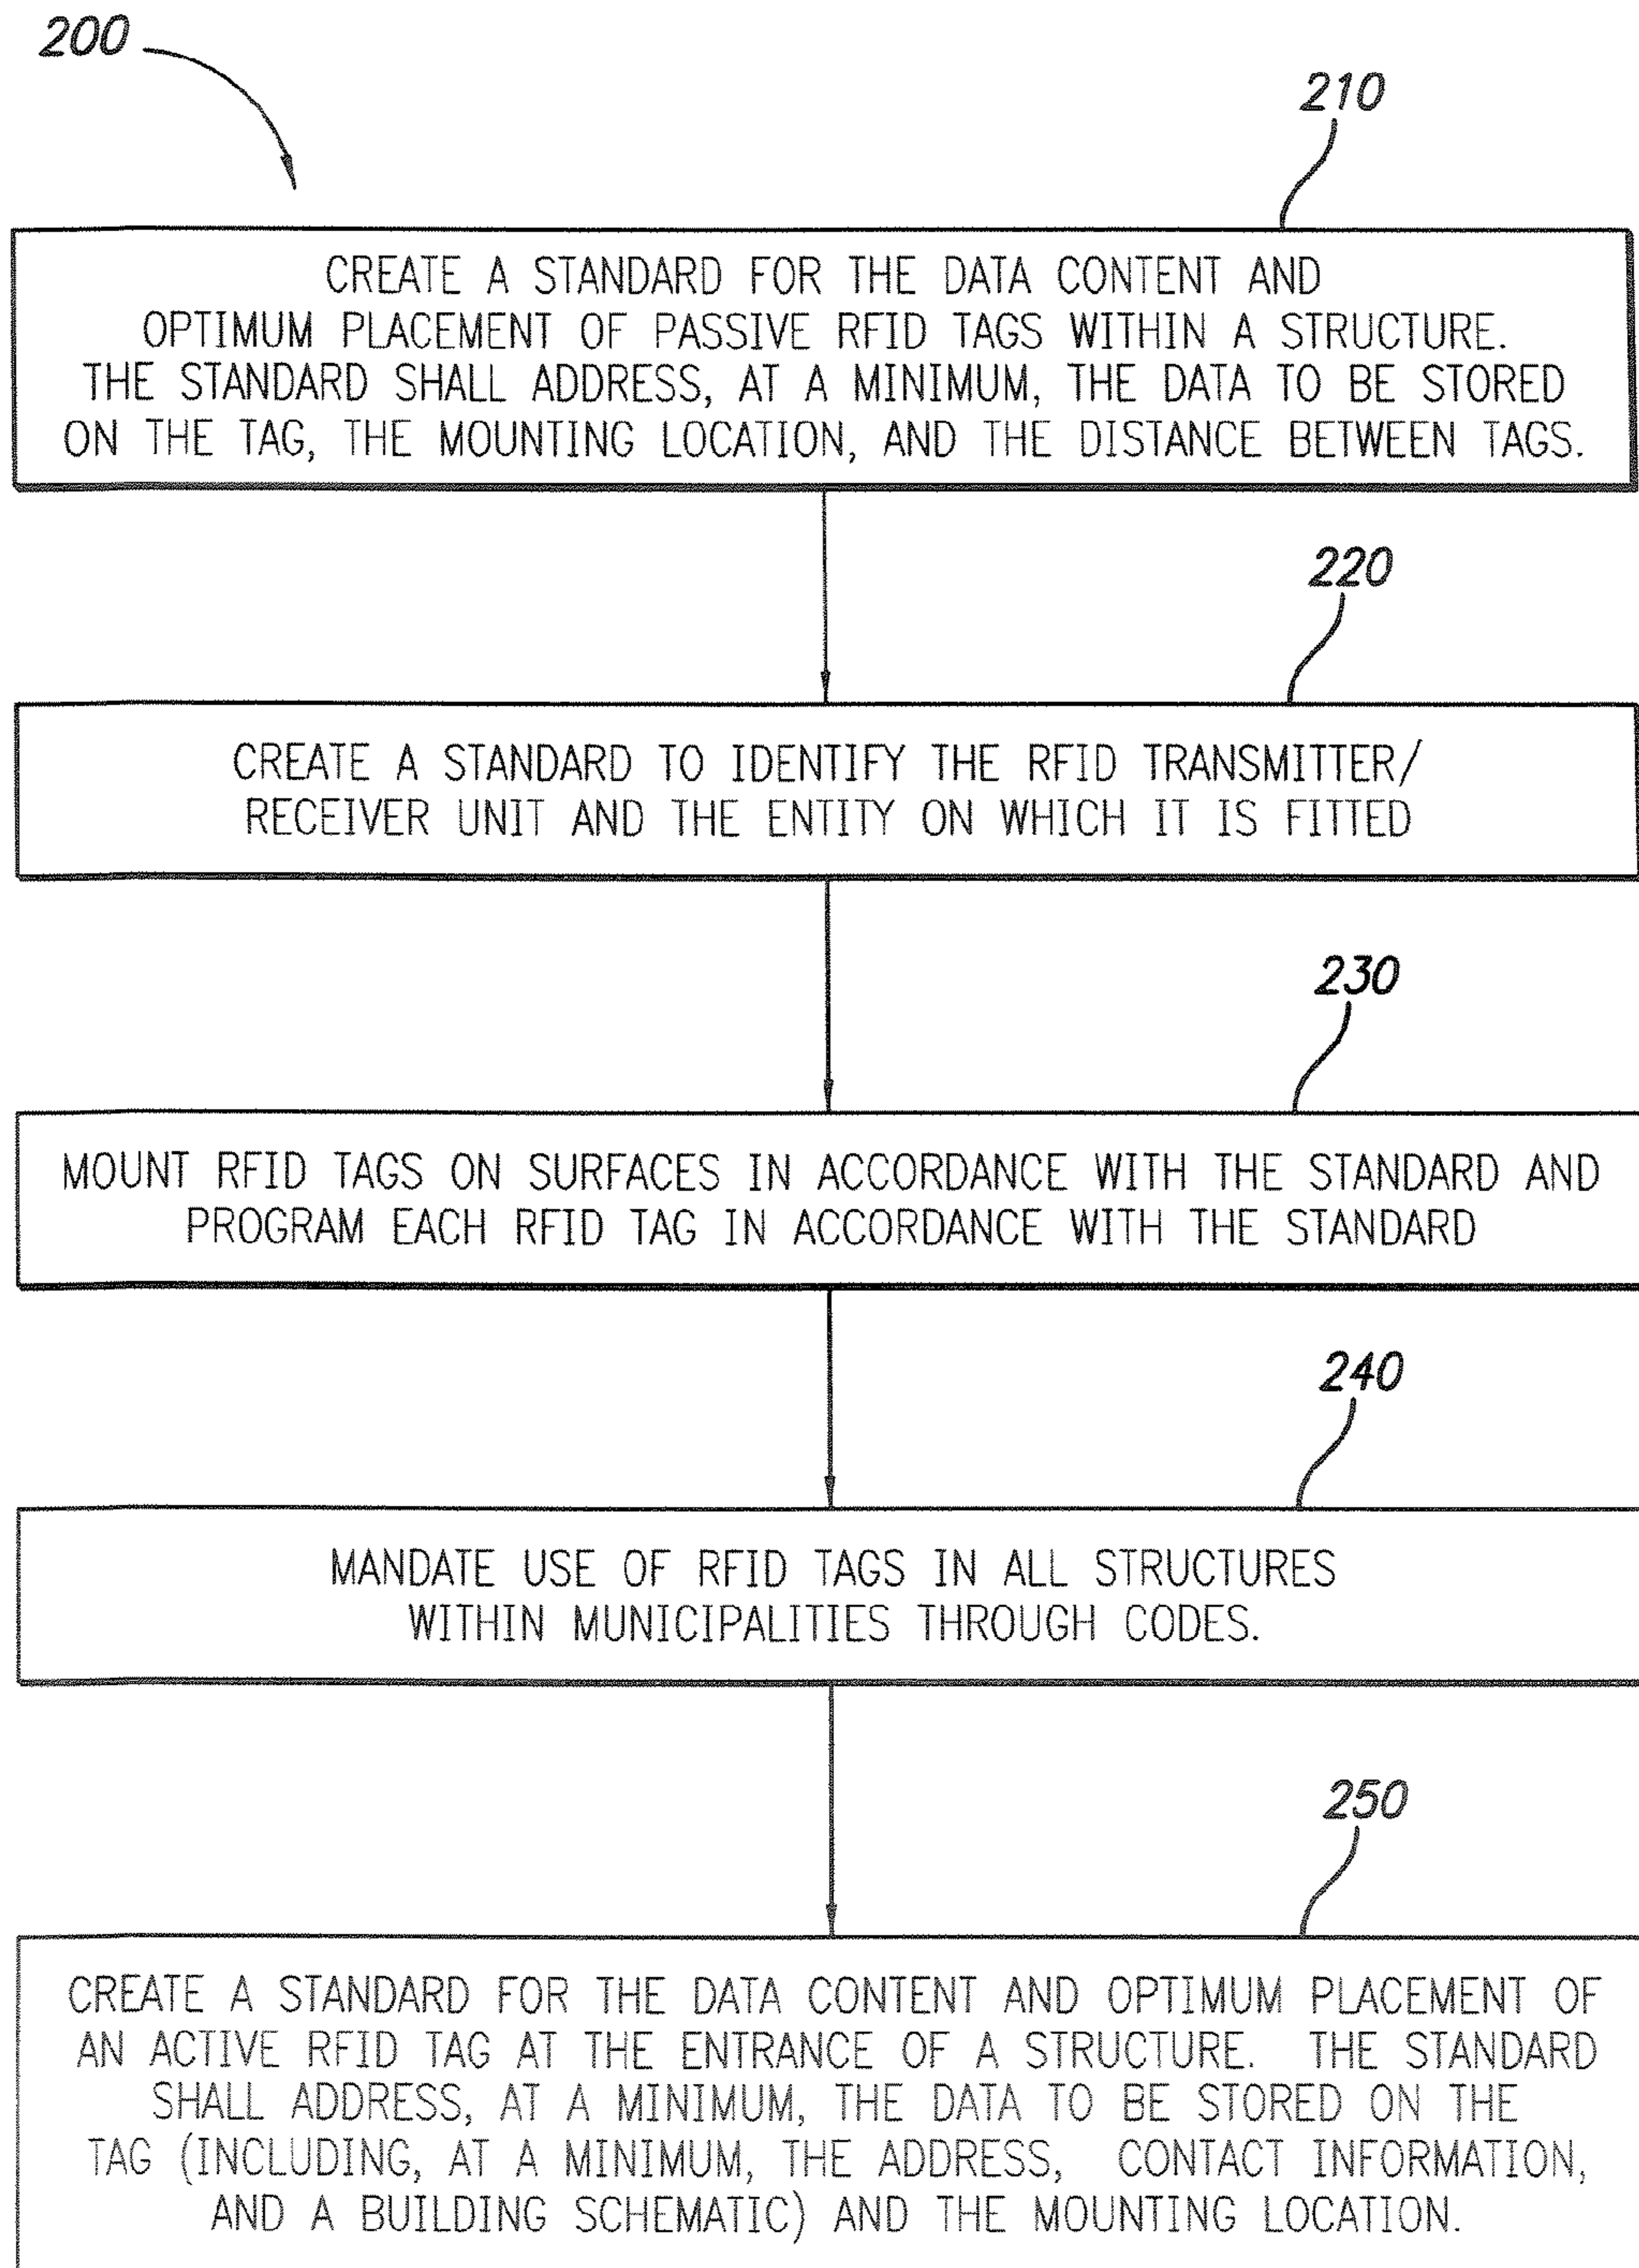 200
210
CREATE A STANDARD FOR THE DATA CONTENT AND
OPTIMUM PLACEMENT OF PASSIVE RFID TAGS WITHIN A STRUCTURE.
THE STANDARD SHALL ADDRESS, AT A MINIMUM, THE DATA TO BE STORED
ON THE TAG, THE MOUNTING LOCATION, AND THE DISTANCE BETWEEN TAGS.
220
CREATE A STANDARD TO IDENTIFY THE RFID TRANSMITTER/
RECEIVER UNIT AND THE ENTITY ON WHICH IT IS FITTED
230
MOUNT RFID TAGS ON SURFACES IN ACCORDANCE WITH THE STANDARD AND
PROGRAM EACH RFID TAG IN ACCORDANCE WITH THE STANDARD
240
MANDATE USE OF RFID TAGS IN ALL STRUCTURES
WITHIN MUNICIPALITIES THROUGH CODES.
250
CREATE A STANDARD FOR THE DATA CONTENT AND OPTIMUM PLACEMENT OF
AN ACTIVE RFID TAG AT THE ENTRANCE OF A STRUCTURE. THE STANDARD
SHALL ADDRESS, AT A MINIMUM, THE DATA TO BE STORED ON THE
TAG (INCLUDING, AT A MINIMUM, THE ADDRESS, CONTACT INFORMATION,
AND A BUILDING SCHEMATIC) AND THE MOUNTING LOCATION.